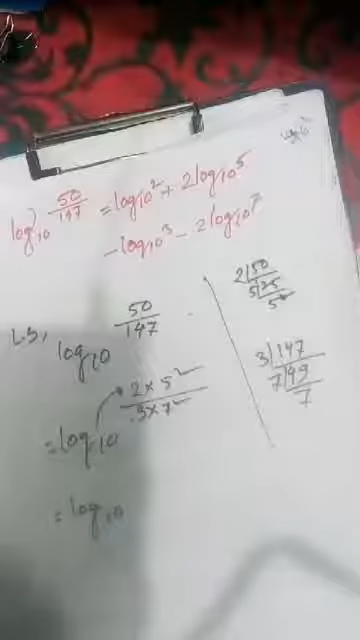 log₁₀ 50/147 = log₁₀2 + 2log₁₀5
- log₁₀3 - 2log₁₀7
L.S,
log₁₀ 50/147
= log₁₀ 2 × 5²/3 × 7²
= log₁₀
2|50
5|25
5
3|147
7|49
7